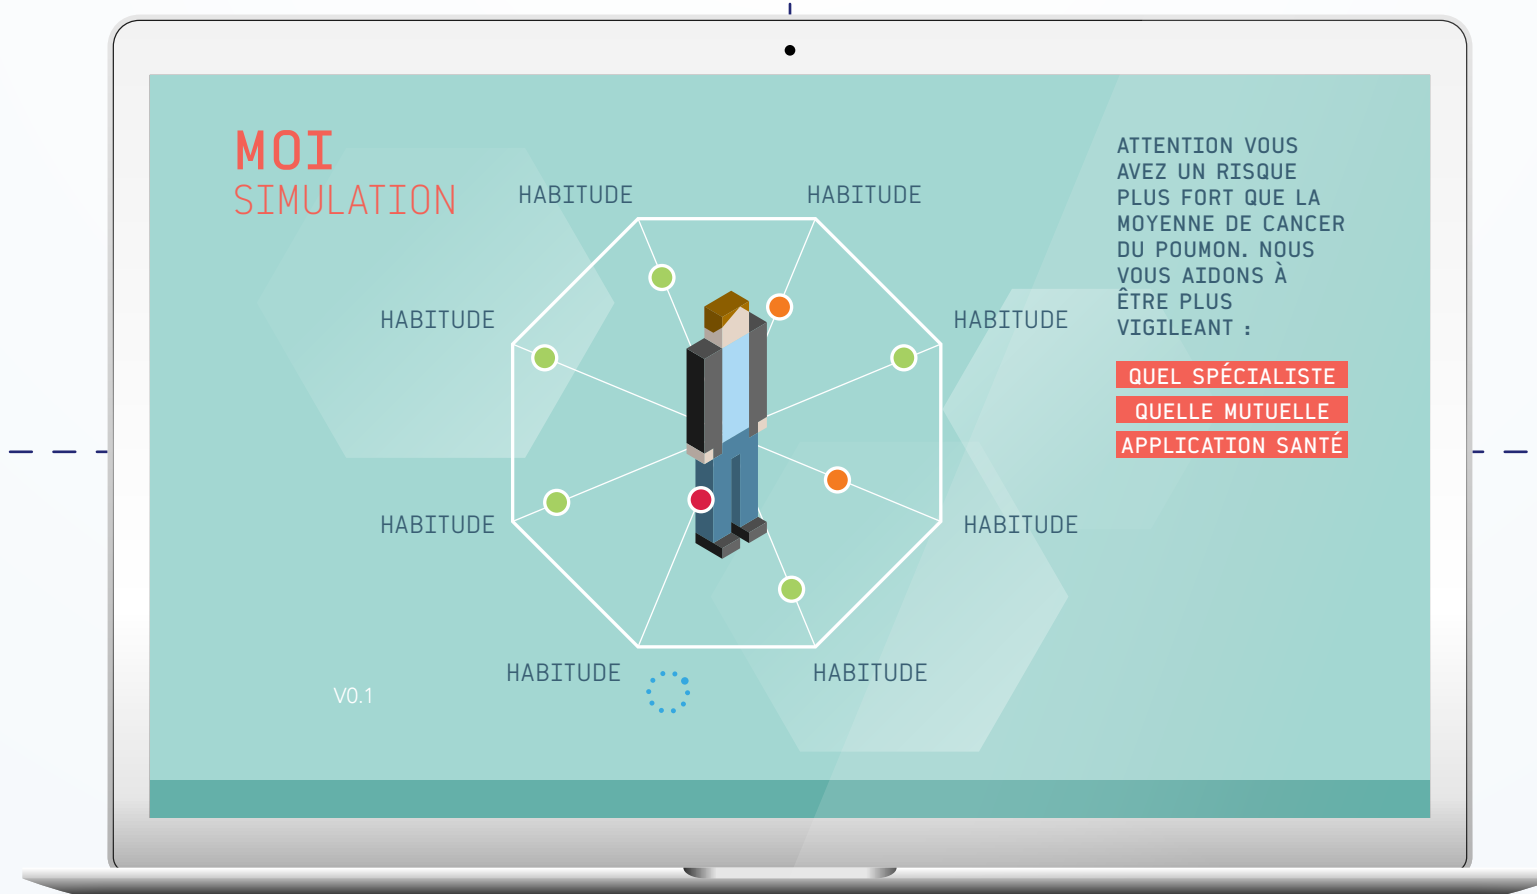 MOI
SIMULATION
HABITUDE
HABITUDE
HABITUDE
HABITUDE
HABITUDE
HABITUDE
HABITUDE
HABITUDE
V0.1
ATTENTION VOUS
AVEZ UN RISQUE
PLUS FORT QUE LA
MOYENNE DE CANCER
DU POUMON. NOUS
VOUS AIDONS À
ÊTRE PLUS
VIGILEANT :
QUEL SPÉCIALISTE
QUELLE MUTUELLE
APPLICATION SANTÉ